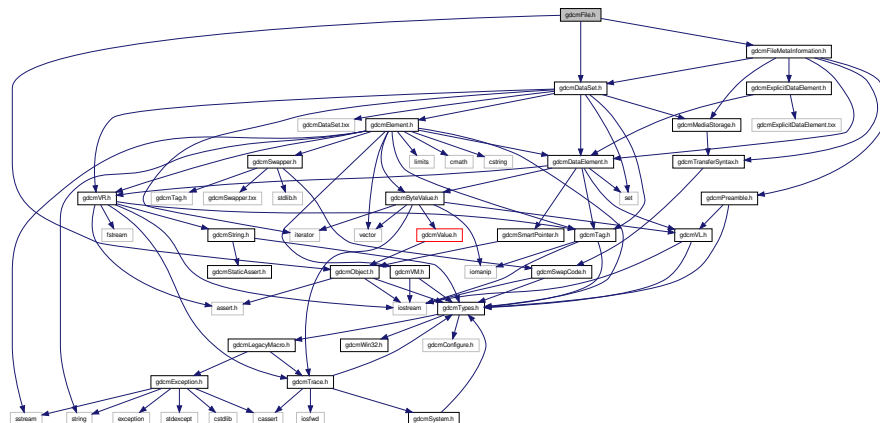 gdcmFile.h
gdcmFileMetaInformation.h
gdcmDataSet.h
gdcmExplicitDataElement.h
gdcmDataSet.txx
gdcmElement.h
gdcmMediaStorage.h
gdcmExplicitDataElement.txx
gdcmSwapper.h
limits
cmath
cstring
gdcmDataElement.h
gdcmTransferSyntax.h
gdcmVR.h
gdcmTag.h
gdcmSwapper.txx
stdlib.h
gdcmByteValue.h
set
gdcmPreamble.h
fstream
gdcmString.h
iterator
vector
gdcmValue.h
gdcmSmartPointer.h
gdcmTag.h
gdcmVL.h
gdcmStaticAssert.h
gdcmObject.h
gdcmVM.h
iomanip
gdcmSwapCode.h
assert.h
iostream
gdcmTypes.h
gdcmLegacyMacro.h
gdcmWin32.h
gdcmConfigure.h
gdcmException.h
gdcmTrace.h
sstream
string
exception
stdexcept
cstdlib
cassert
iosfwd
gdcmSystem.h